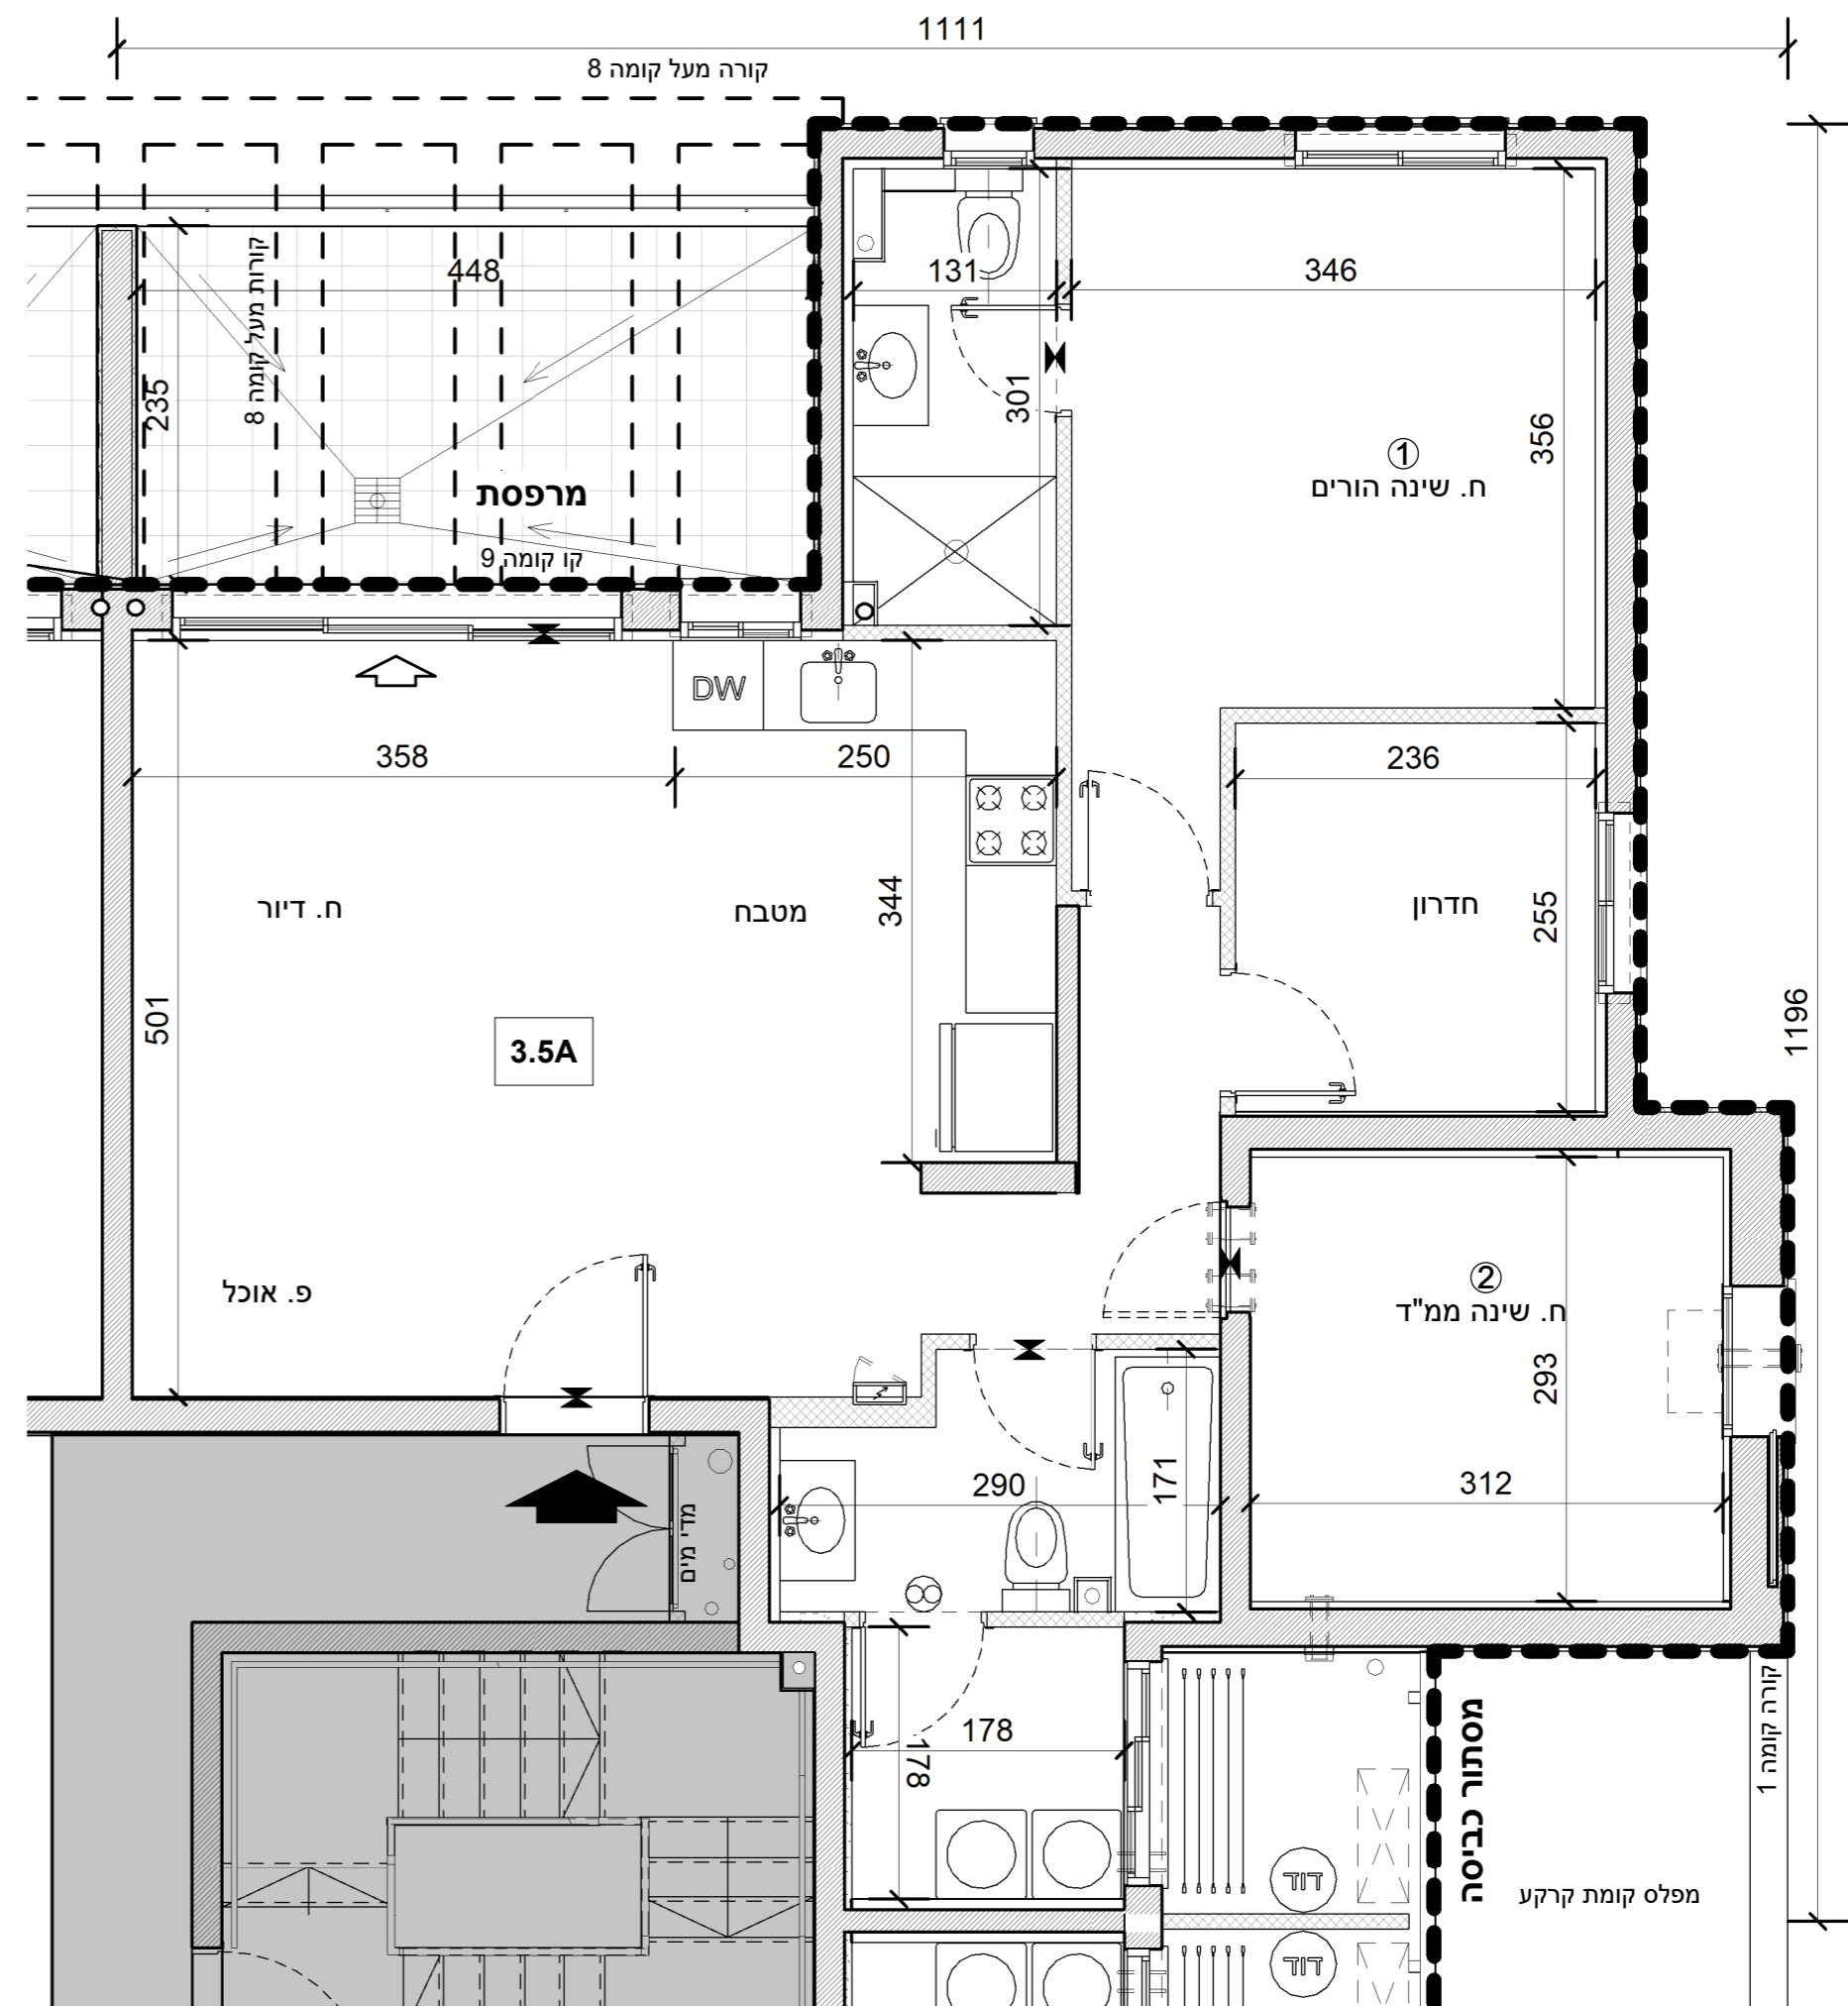 1111
קורה מעל קומה 8
448
131
346
קורות מעל קומה 8
235
301
356
①
ח. שינה הורים
מרפסת
קו קומה 9
DW
358
250
236
344
255
ח. דיור
מטבח
חדרון
501
3.5A
1196
②
ח. שינה ממ"ד
פ. אוכל
293
290
171
312
מדי מים
178
178
מסתור כביסה
קורה קומה 1
דוד
מפלס קומת קרקע
דוד